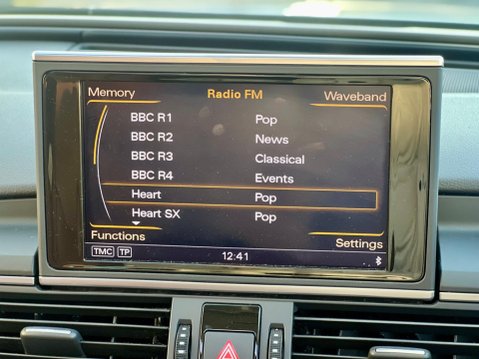 Memory Radio FM Waveband
BBC R1 Pop
BBC R2 News
BBC R3 Classical
BBC R4 Events
Heart Pop
Heart SX Pop
Functions Settings
TMC TP 12:41